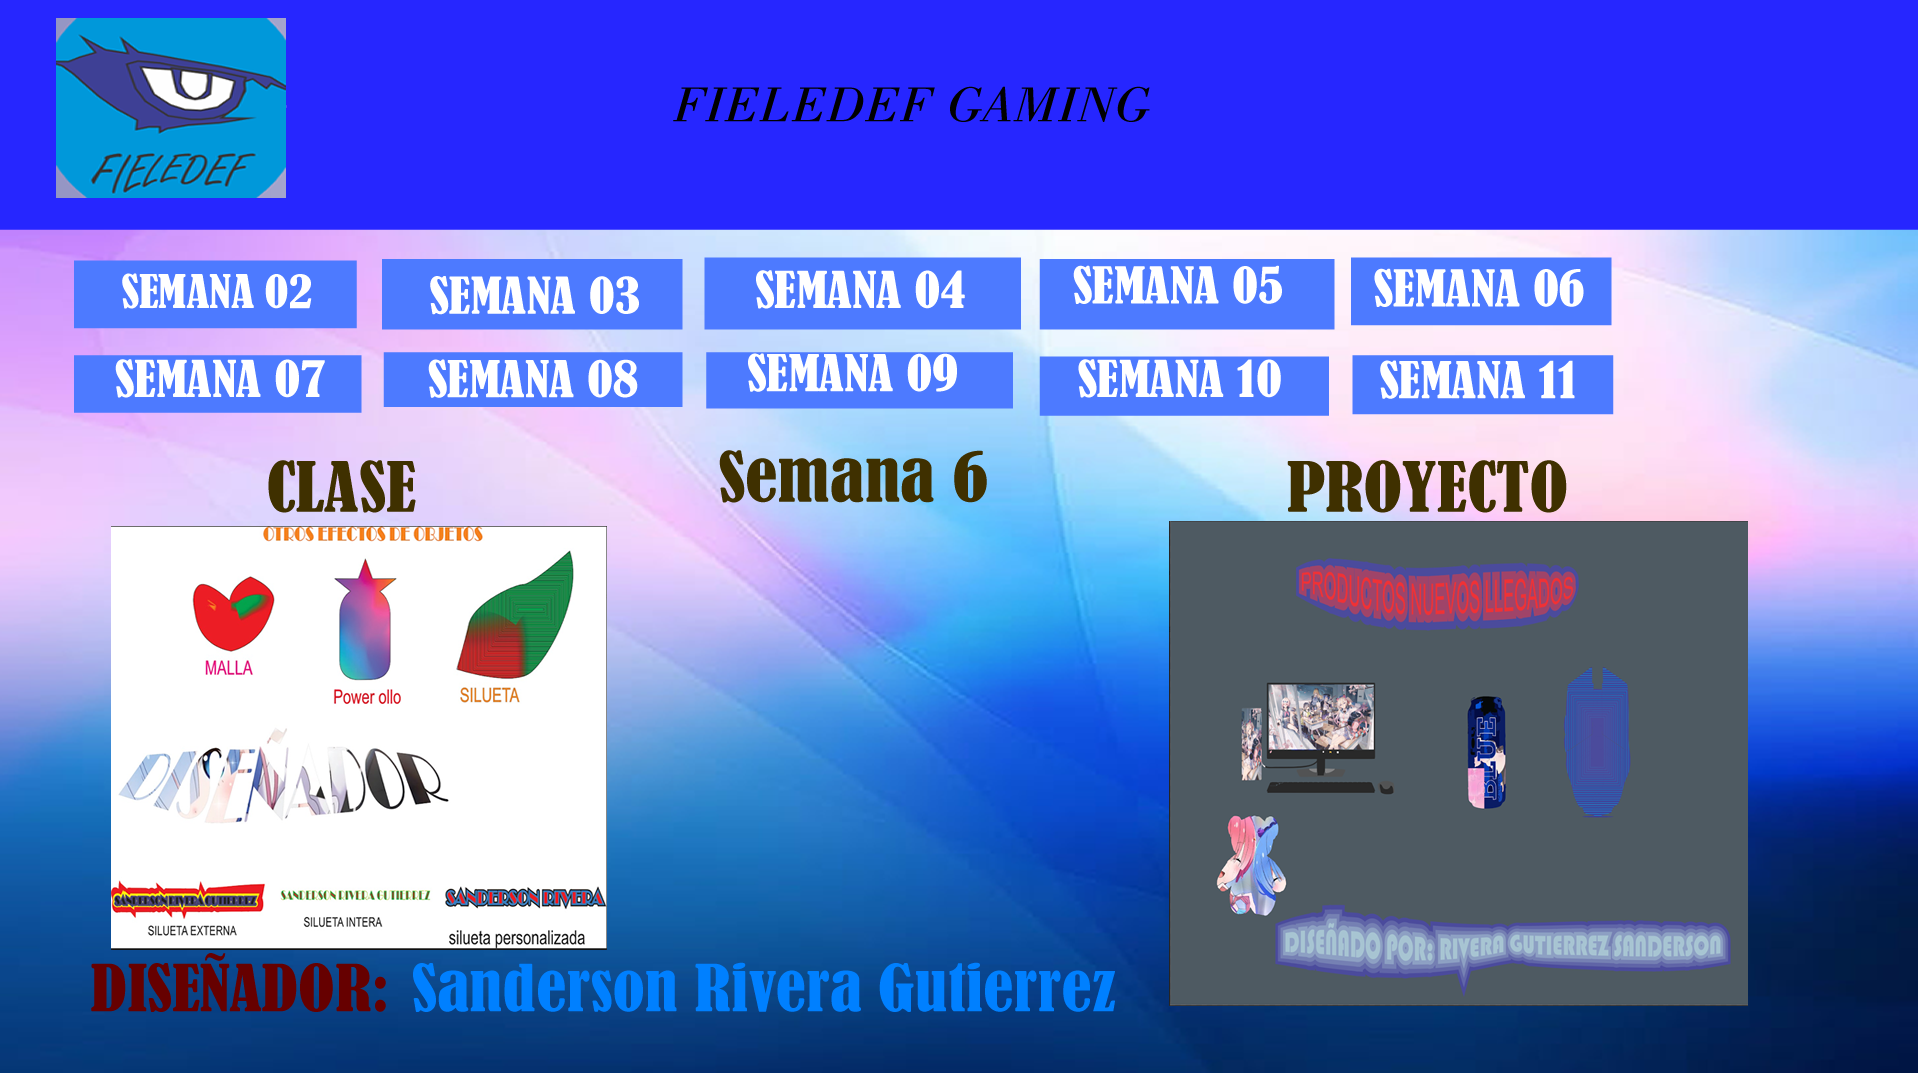 FIELEDEF
FIELEDEF GAMING
SEMANA 02
SEMANA 03
SEMANA 04
SEMANA 05
SEMANA 06
SEMANA 07
SEMANA 08
SEMANA 09
SEMANA 10
SEMANA 11
CLASE
Semana 6
PROYECTO
OTROS EFECTOS DE OBJETOS
MALLA
Power ollo
SILUETA
DISEÑADOR
SANDERSON RIVERA GUTIERREZ
SILUETA EXTERNA
SANDERSON RIVERA GUTIERREZ
SILUETA INTERA
SANDERSON RIVERA
silueta personalizada
PRODUCTOS NUEVOS LLEGADOS
BLUE
DISEÑADO POR: RIVERA GUTIERREZ SANDERSON
DISEÑADOR: Sanderson Rivera Gutierrez